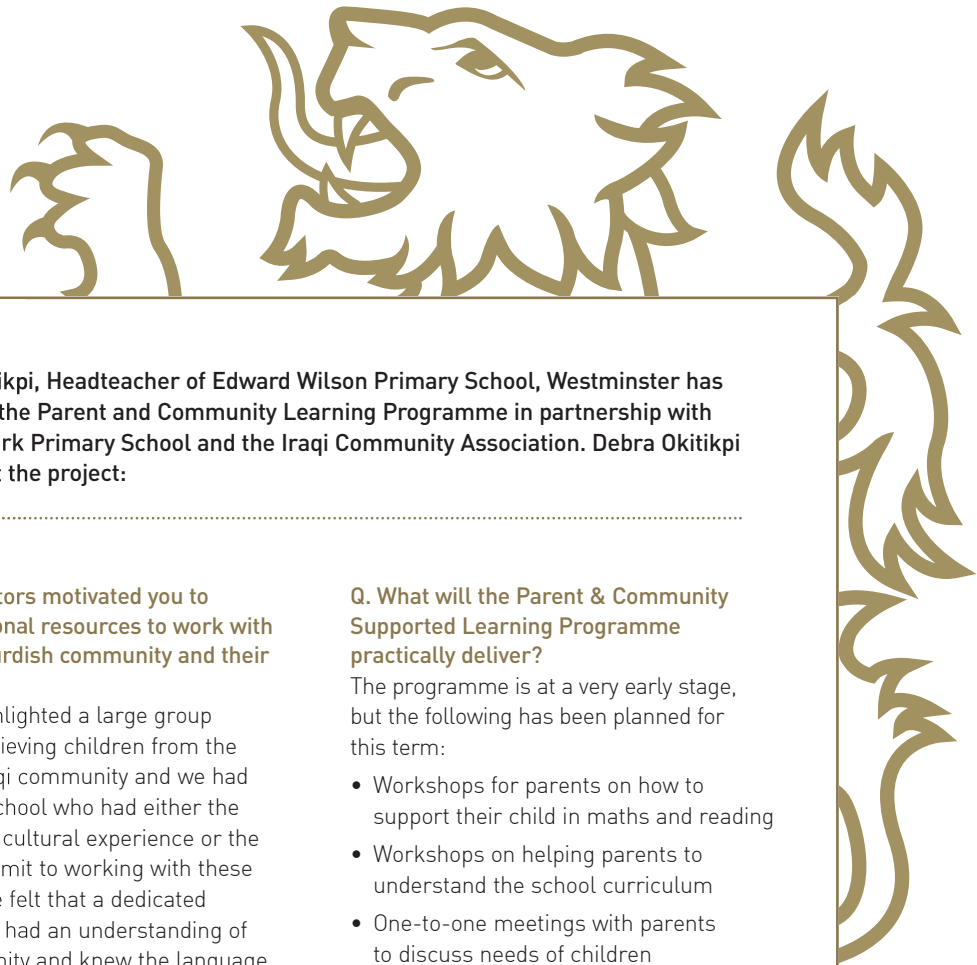 ikpi, Headteacher of Edward Wilson Primary School, Westminster has
the Parent and Community Learning Programme in partnership with
rk Primary School and the Iraqi Community Association. Debra Okitikpi
t the project:
tors motivated you to
onal resources to work with
urdish community and their
hlighted a large group
ieving children from the
qi community and we had
chool who had either the
cultural experience or the
mit to working with these
e felt that a dedicated
had an understanding of
nity and knew the language
Q. What will the Parent & Community
Supported Learning Programme
practically deliver?
The programme is at a very early stage,
but the following has been planned for
this term:
• Workshops for parents on how to
support their child in maths and reading
• Workshops on helping parents to
understand the school curriculum
• One-to-one meetings with parents
to discuss needs of children